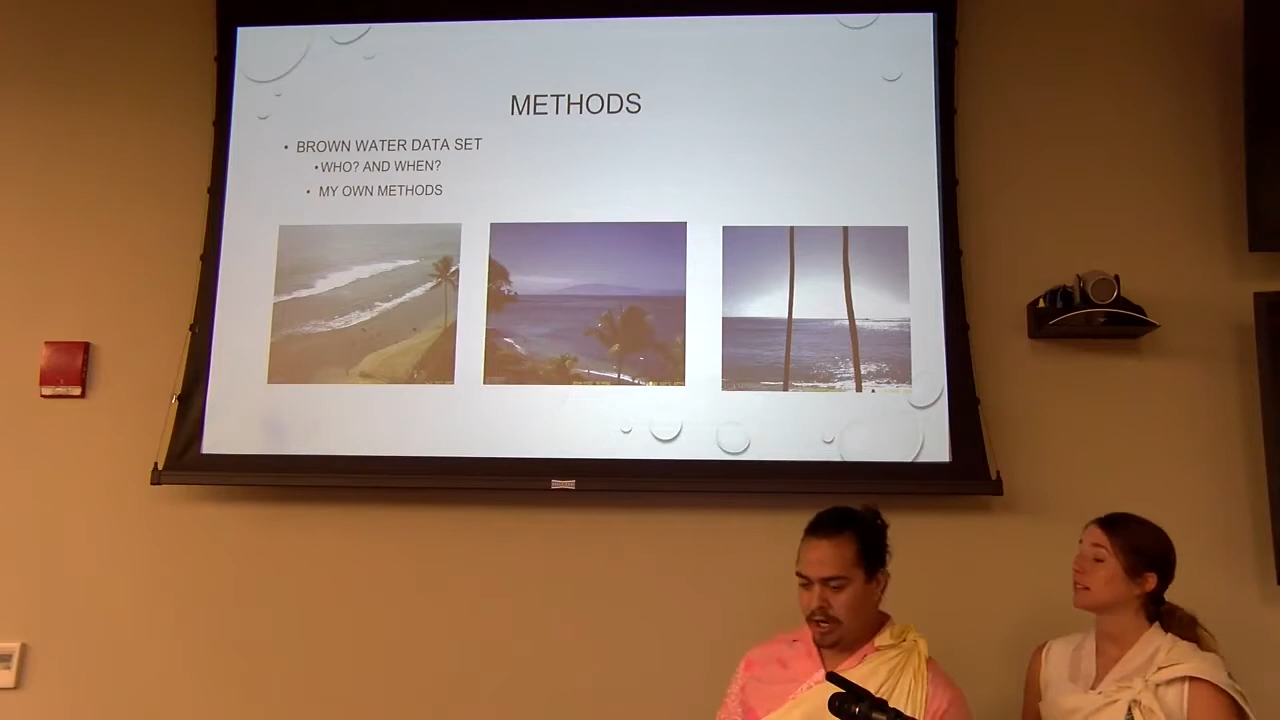 METHODS
• BROWN WATER DATA SET
•WHO? AND WHEN?
• MY OWN METHODS